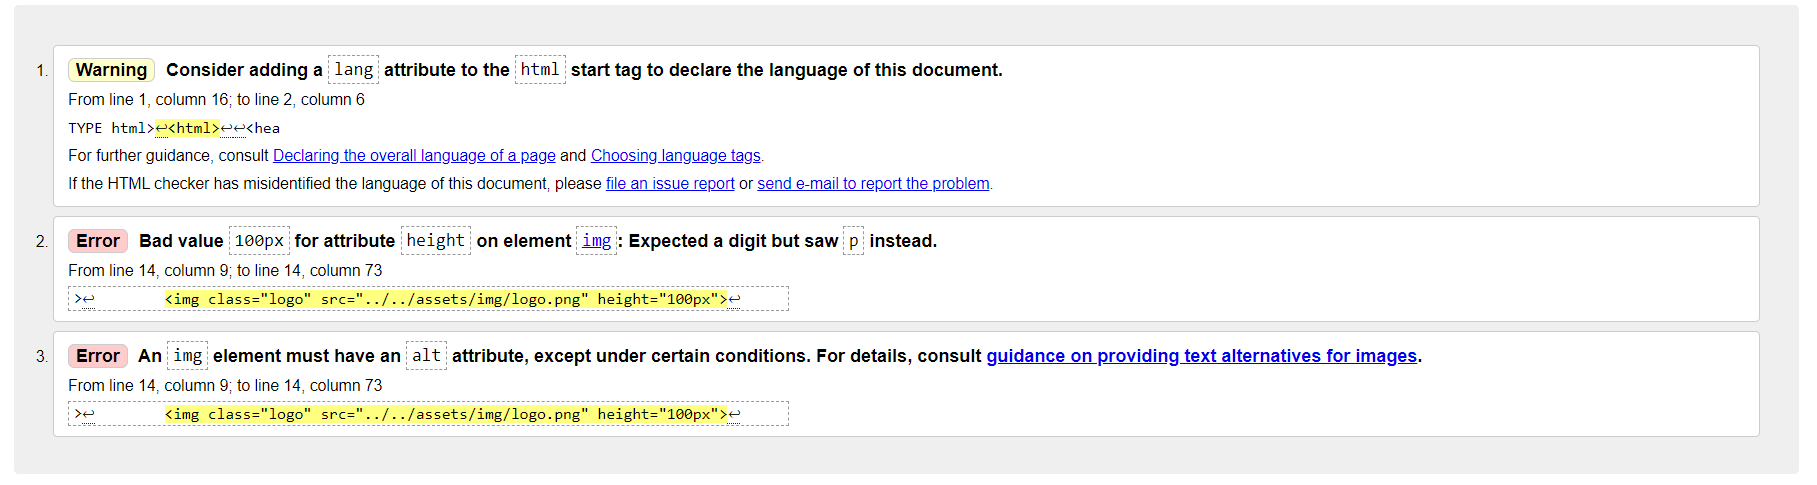 1. Warning Consider adding a lang attribute to the html start tag to declare the language of this document.
From line 1, column 16; to line 2, column 6
TYPE html>↩<html>↩↩<hea
For further guidance, consult Declaring the overall language of a page and Choosing language tags.
If the HTML checker has misidentified the language of this document, please file an issue report or send e-mail to report the problem.
2. Error Bad value 100px for attribute height on element img: Expected a digit but saw p instead.
From line 14, column 9; to line 14, column 73
>↩        <img class="logo" src="../../assets/img/logo.png" height="100px">↩
3. Error An img element must have an alt attribute, except under certain conditions. For details, consult guidance on providing text alternatives for images.
From line 14, column 9; to line 14, column 73
>↩        <img class="logo" src="../../assets/img/logo.png" height="100px">↩